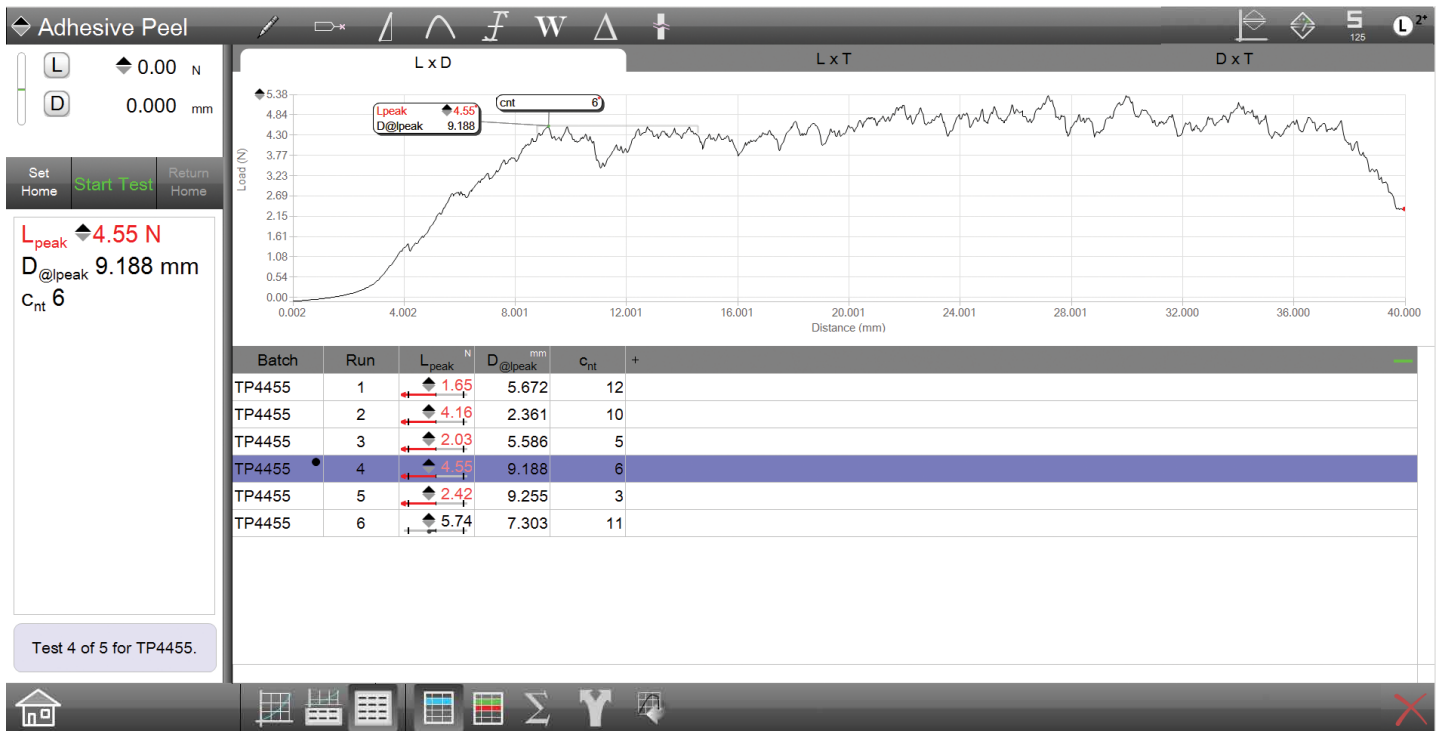 Adhesive Peel
W
S
125
L 2+
L 0.00 N
D 0.000 mm
Set Home
Start Test
Return Home
Lpeak 4.55 N
D@lpeak 9.188 mm
cnt 6
Test 4 of 5 for TP4455.
L x D
L x T
D x T
Lpeak 4.55
D@lpeak 9.188
cnt 6
Load (N)
5.38
4.84
4.30
3.77
3.23
2.69
2.15
1.61
1.08
0.54
0.00
0.002 4.002 8.001 12.001 16.001 20.001 24.001 28.001 32.000 36.000 40.000
Distance (mm)
Batch Run Lpeak N D@lpeak mm cnt +
TP4455 1 1.65 5.672 12
TP4455 2 4.16 2.361 10
TP4455 3 2.03 5.586 5
TP4455 4 4.55 9.188 6
TP4455 5 2.42 9.255 3
TP4455 6 5.74 7.303 11